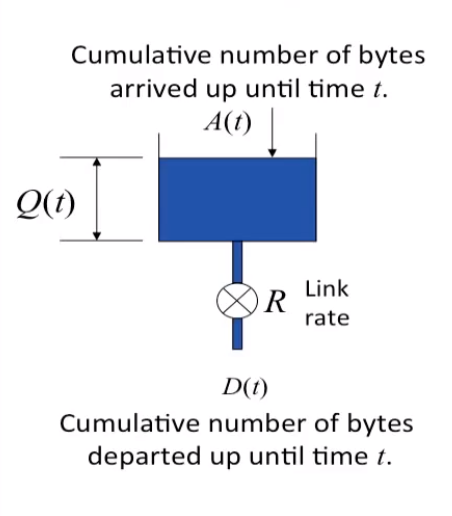 Cumulative number of bytes
arrived up until time t.
A(t)
Q(t)
R
Link
rate
D(t)
Cumulative number of bytes
departed up until time t.